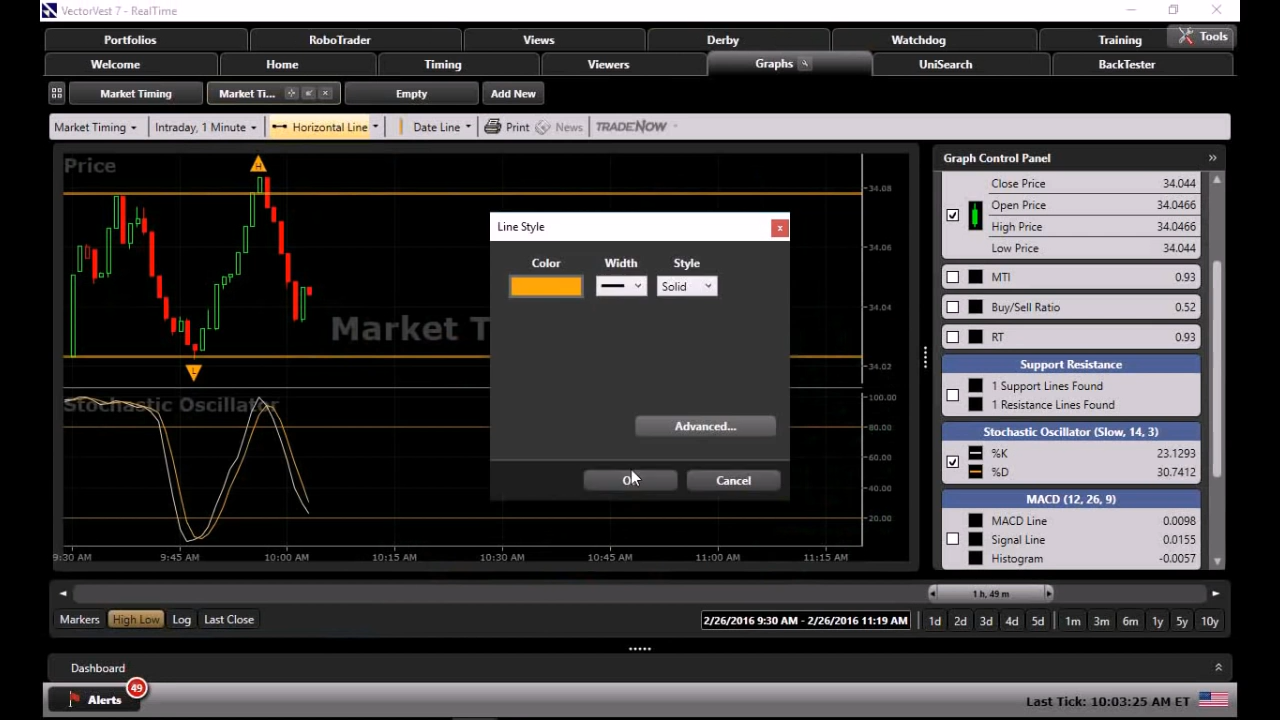 VectorVest 7 - RealTime
Portfolios RoboTrader Views Derby Watchdog Training Tools
Welcome Home Timing Viewers Graphs UniSearch BackTester
Market Timing Market Ti... Empty Add New
Market Timing Intraday, 1 Minute Horizontal Line Date Line Print News TRADENOW
Price
H
L
Market T
34.08
34.06
34.04
34.02
Stochastic Oscillator
100.00
80.00
60.00
40.00
20.00
9:30 AM 9:45 AM 10:00 AM 10:15 AM 10:30 AM 10:45 AM 11:00 AM 11:15 AM
Line Style
x
Color Width Style
Solid
Advanced...
Cancel
Graph Control Panel
Close Price 34.044
Open Price 34.0466
High Price 34.0466
Low Price 34.044
MTI 0.93
Buy/Sell Ratio 0.52
RT 0.93
Support Resistance
1 Support Lines Found
1 Resistance Lines Found
Stochastic Oscillator (Slow, 14, 3)
%K 23.1293
%D 30.7412
MACD (12, 26, 9)
MACD Line 0.0098
Signal Line 0.0155
Histogram -0.0057
1 h, 49 m
Markers High Low Log Last Close 2/26/2016 9:30 AM - 2/26/2016 11:19 AM 1d 2d 3d 4d 5d 1m 3m 6m 1y 5y 10y
Dashboard
Alerts 49
Last Tick: 10:03:25 AM ET